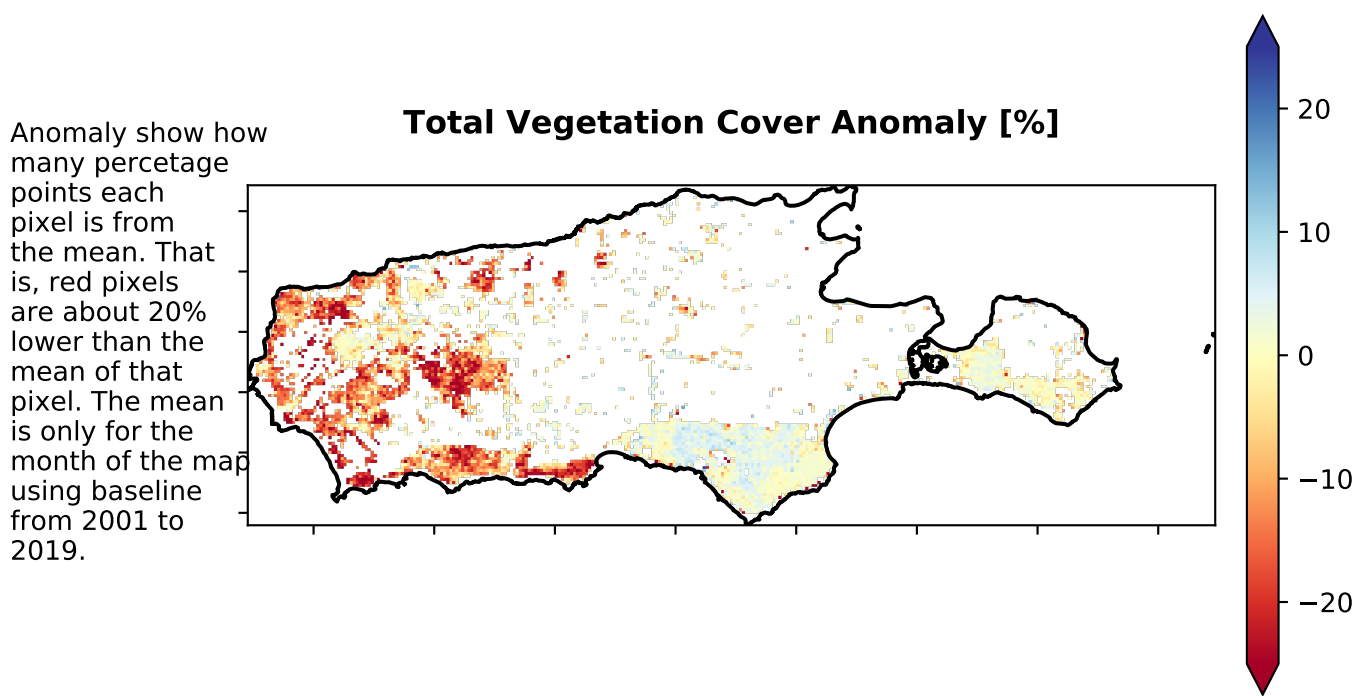 Total Vegetation Cover Anomaly [%]
Anomaly show how
many percetage
points each
pixel is from
the mean. That
is, red pixels
are about 20%
lower than the
mean of that
pixel. The mean
is only for the
month of the map
using baseline
from 2001 to
2019.
20
10
0
−10
−20